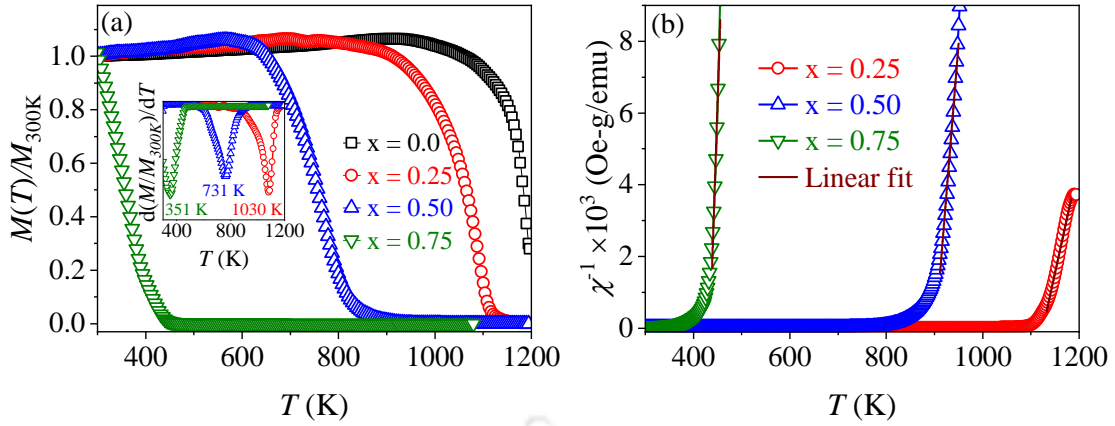 (a)
M(T)/M300K
1.0
0.8
0.6
0.4
0.2
0.0
400 600 800 1000 1200
T (K)
x = 0.0
x = 0.25
x = 0.50
x = 0.75
d(M/M300K)/dT
731 K
351 K
1030 K
400 800 1200
T (K)
(b)
χ-1 ×103 (Oe-g/emu)
8
6
4
2
0
400 600 800 1000 1200
T (K)
x = 0.25
x = 0.50
x = 0.75
Linear fit